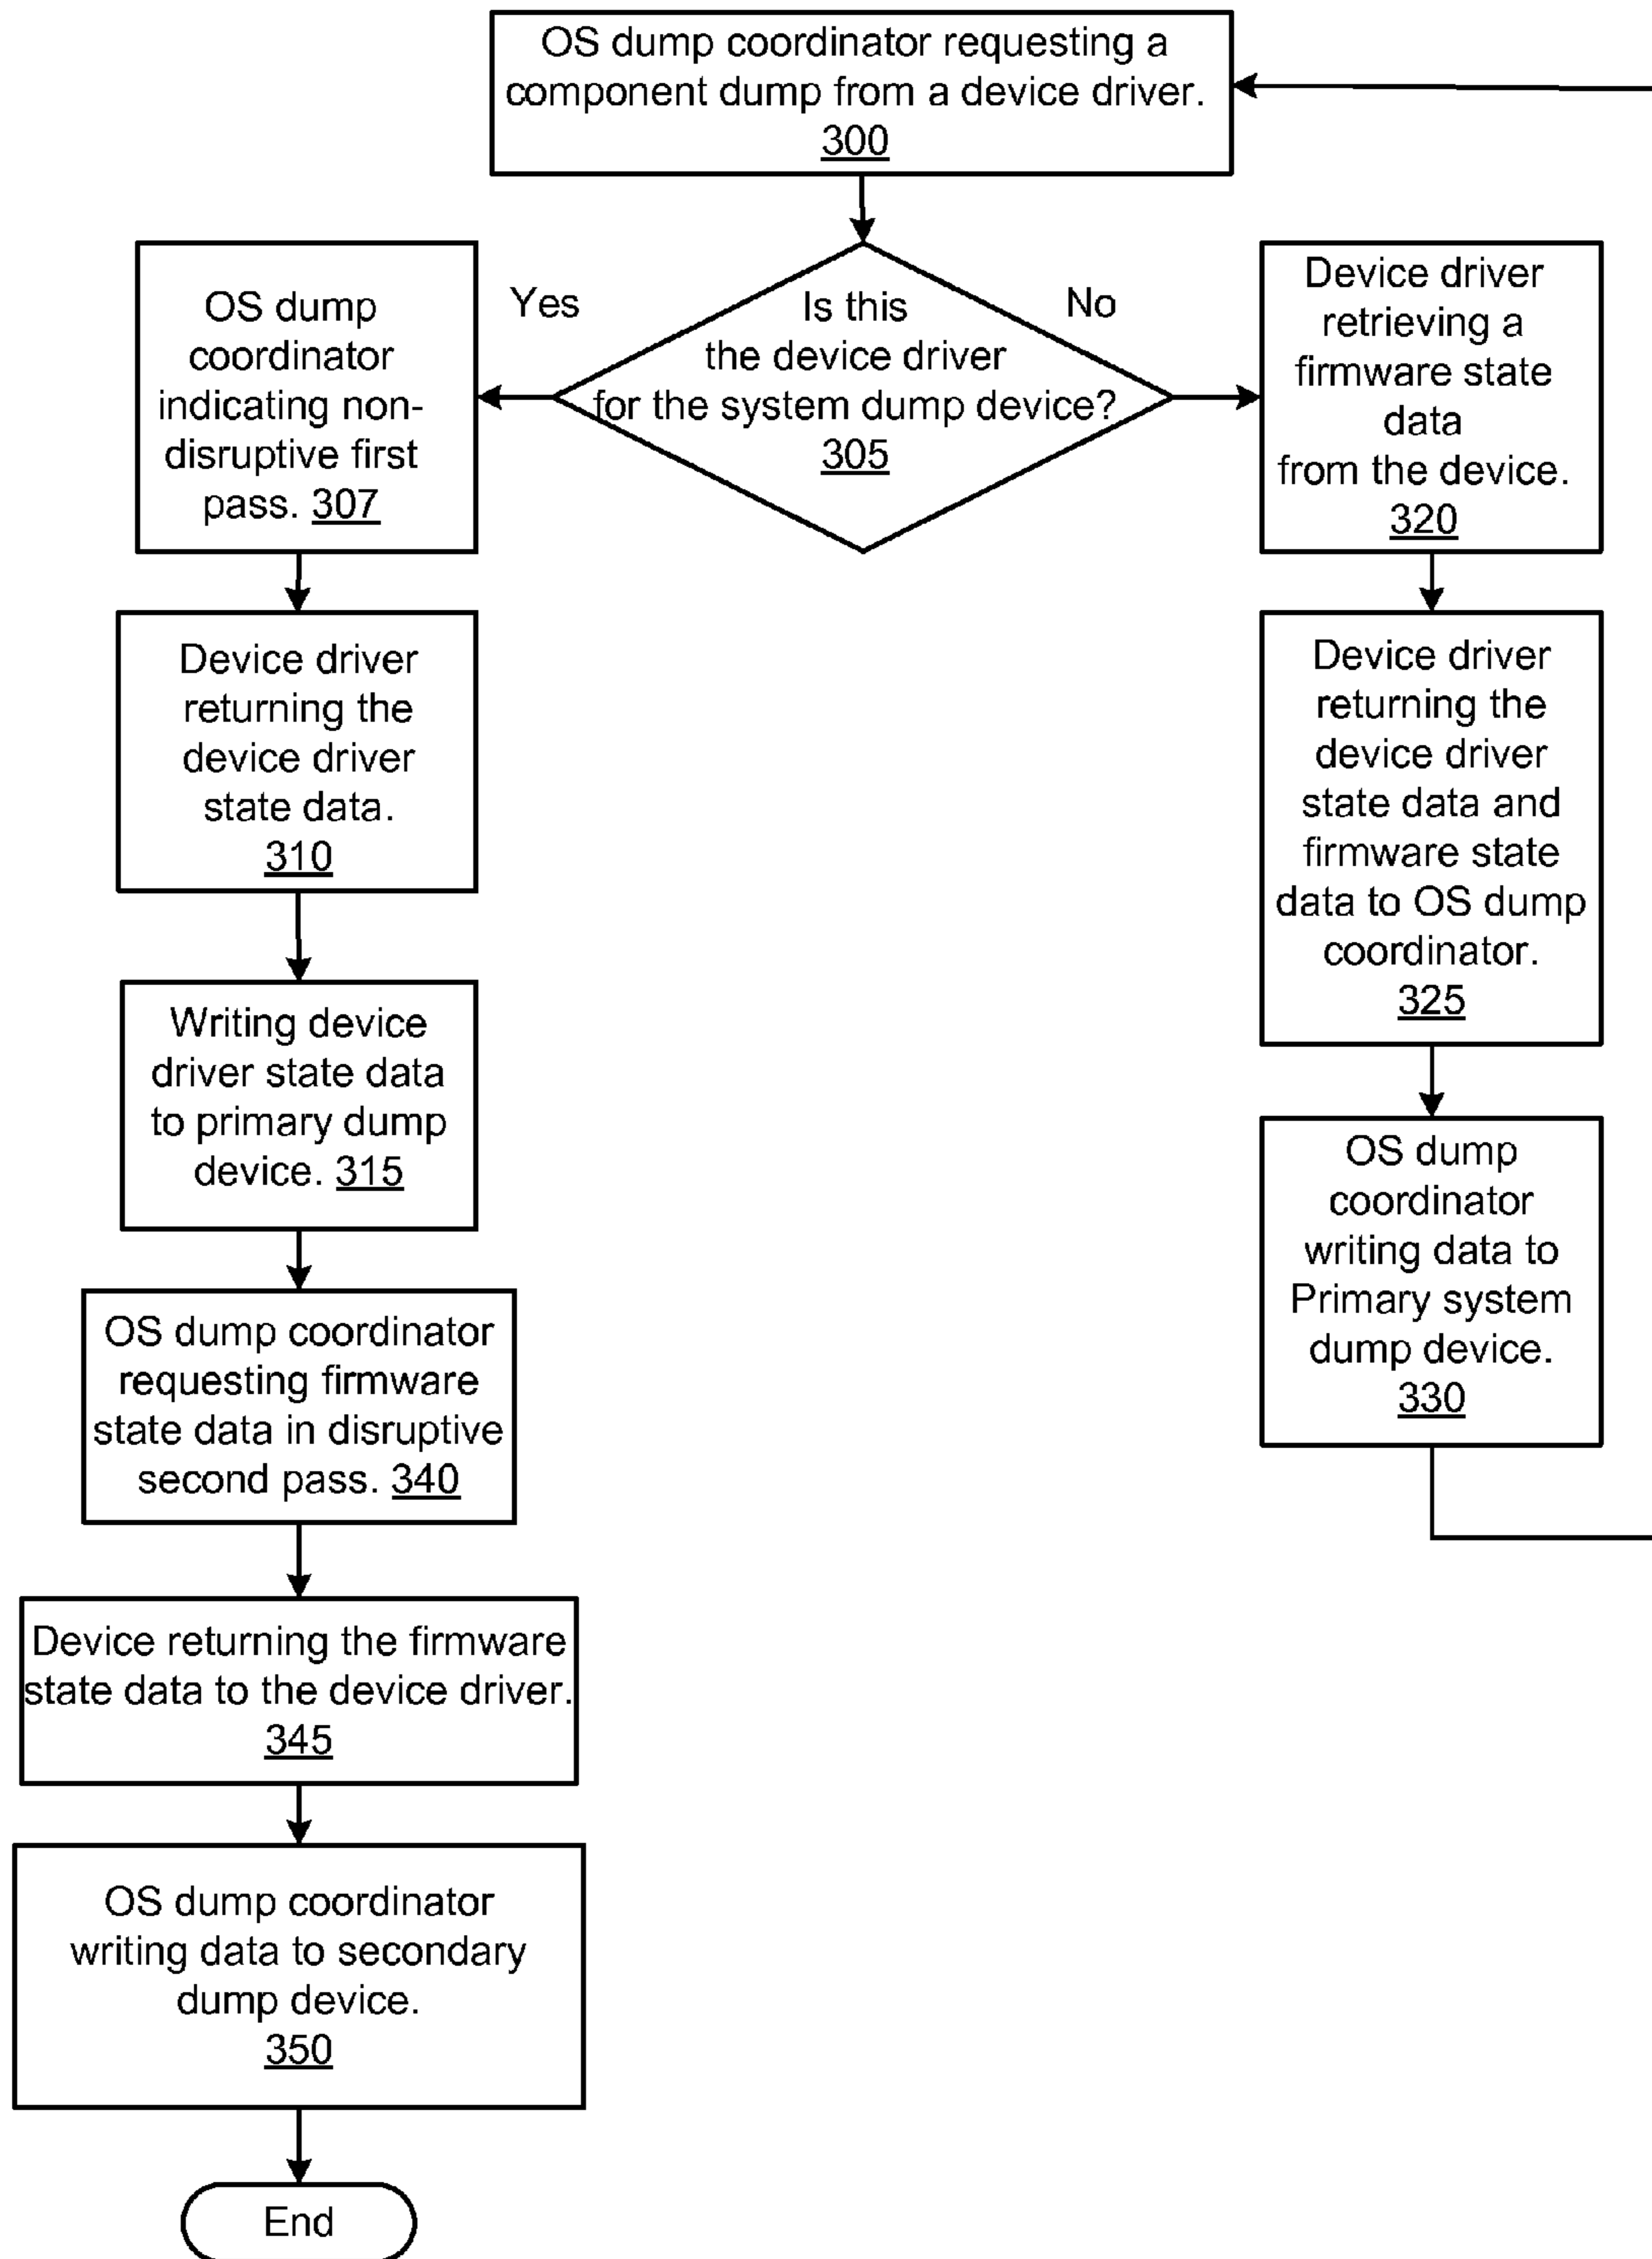 OS dump coordinator requesting a
component dump from a device driver.
300
Is this
the device driver
for the system dump device?
305
Yes
No
OS dump
coordinator
indicating non-
disruptive first
pass. 307
Device driver
returning the
device driver
state data.
310
Writing device
driver state data
to primary dump
device. 315
OS dump coordinator
requesting firmware
state data in disruptive
second pass. 340
Device returning the firmware
state data to the device driver.
345
OS dump coordinator
writing data to secondary
dump device.
350
End
Device driver
retrieving a
firmware state
data
from the device.
320
Device driver
returning the
device driver
state data and
firmware state
data to OS dump
coordinator.
325
OS dump
coordinator
writing data to
Primary system
dump device.
330